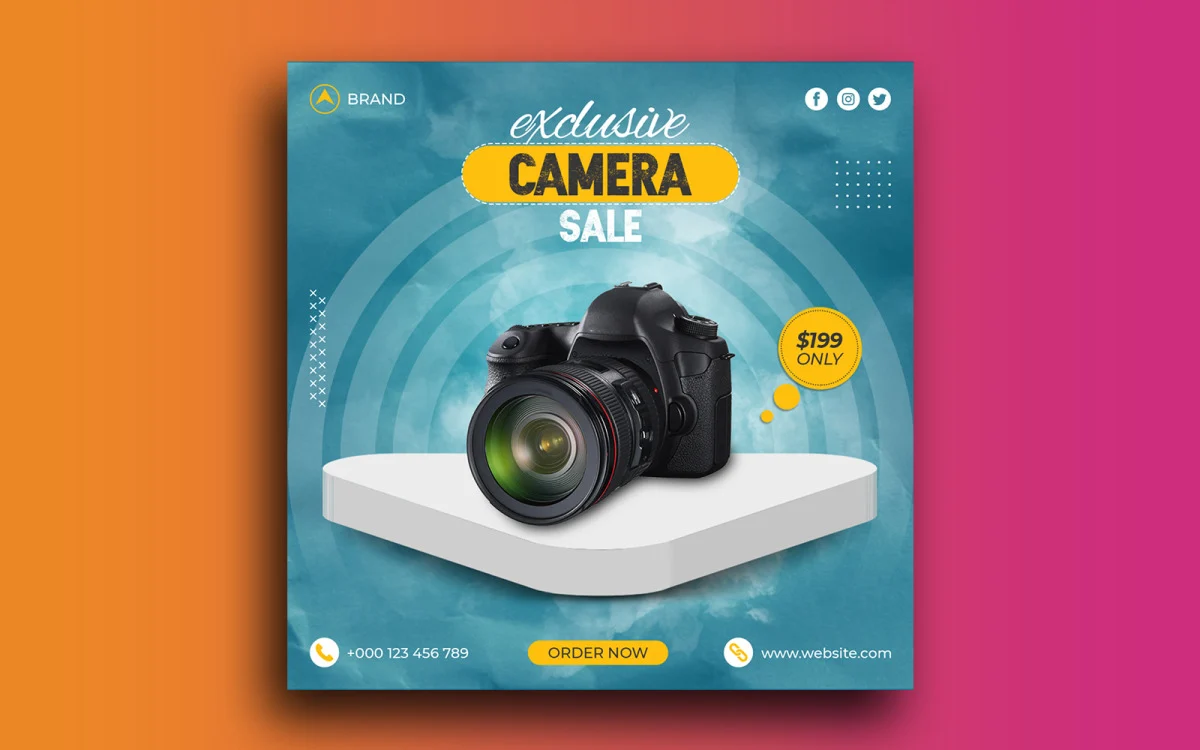 BRAND
exclusive
CAMERA
SALE
$199
ONLY
+000 123 456 789
ORDER NOW
www.website.com